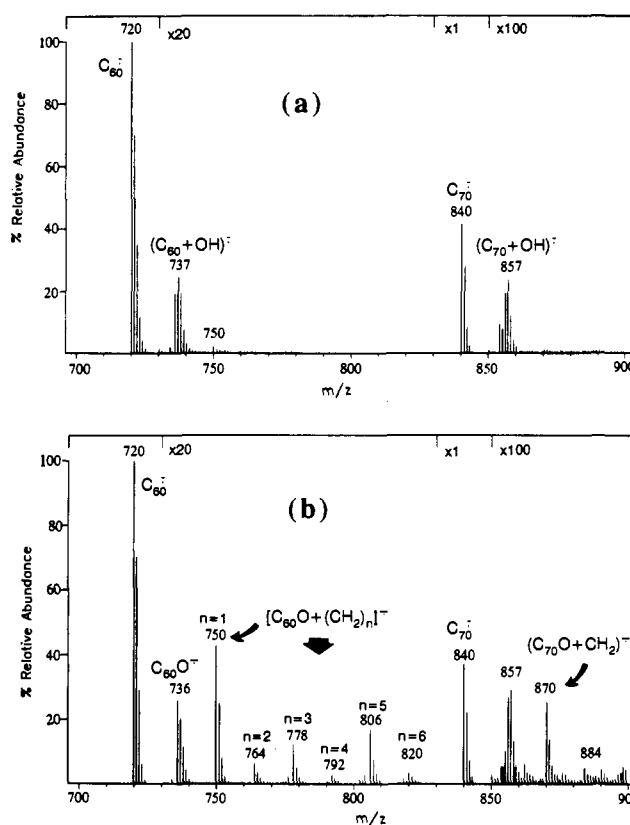 720 x20 x1 x100
100
C60⨪
(a)
80
60
% Relative Abundance
C70⨪
40
840
(C60+OH)⨪
737
(C70+OH)⨪
857
20
750
700 750 800 850 900
m/z
720 x20 x1 x100
100
C60⨪
(b)
80
60
% Relative Abundance
n=1
750
[C60O+(CH2)n]⨪
C70⨪
840
(C70O+CH2)⨪
40
C60O⨪
736
857
870
20
n=2
764
n=3
778
n=4
792
n=5
806
n=6
820
884
700 750 800 850 900
m/z